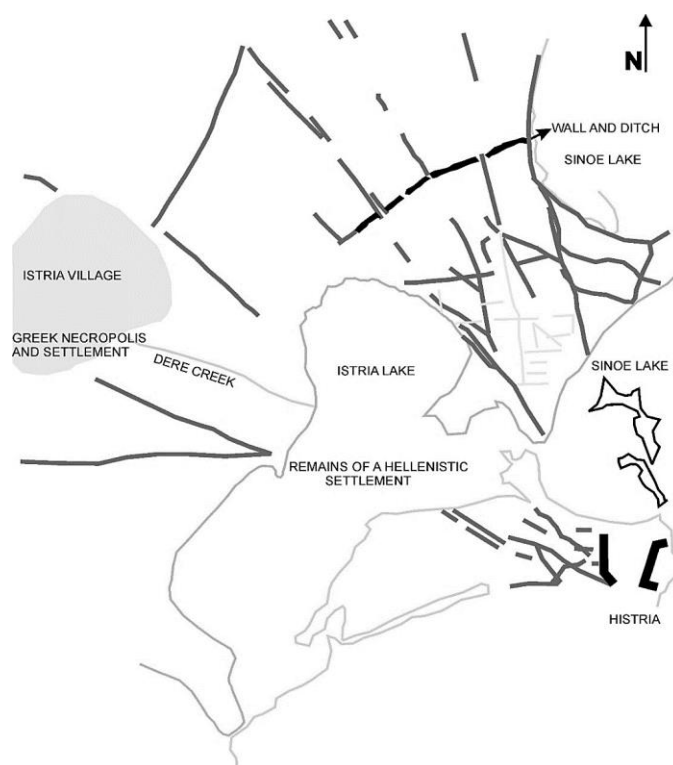 N
WALL AND DITCH
SINOE LAKE
ISTRIA VILLAGE
GREEK NECROPOLIS
AND SETTLEMENT
DERE CREEK
ISTRIA LAKE
SINOE LAKE
REMAINS OF A HELLENISTIC
SETTLEMENT
HISTRIA